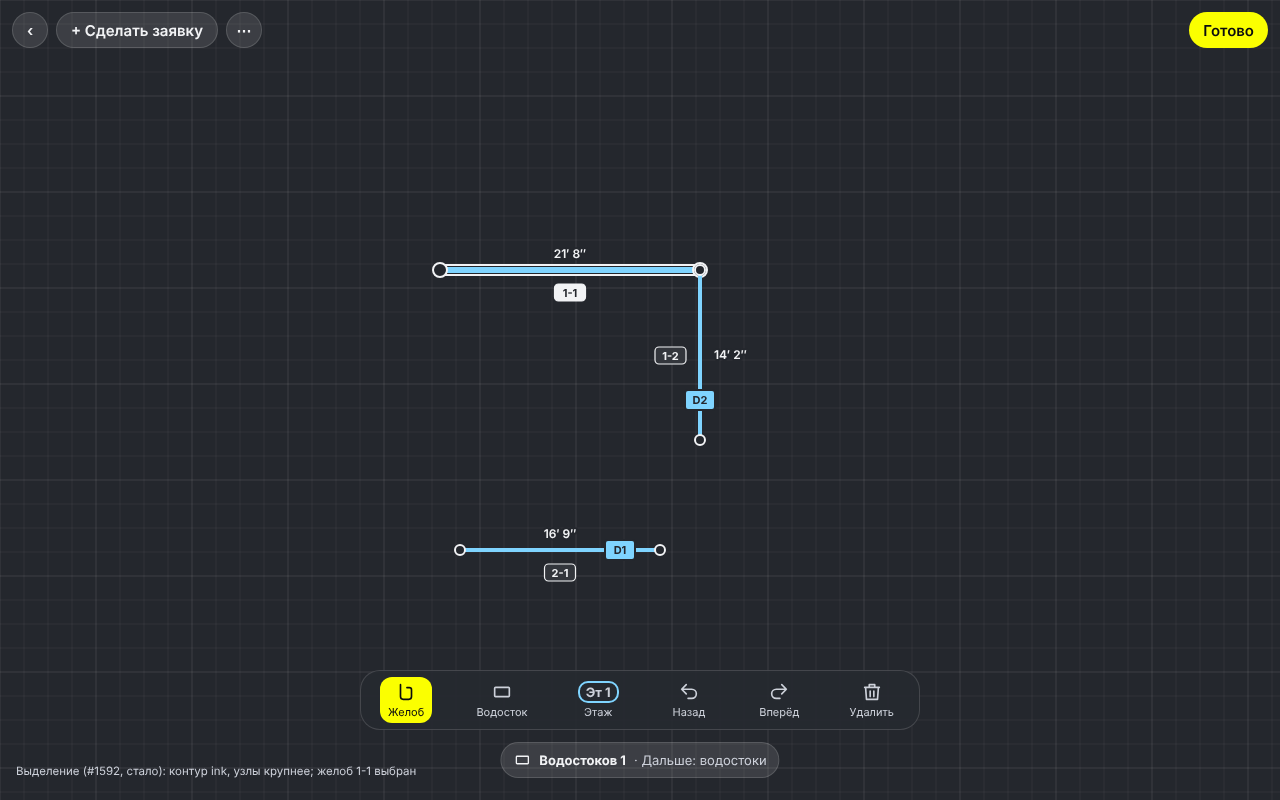 ‹
+ Сделать заявку
···
Готово
21′ 8″
1-1
1-2
14′ 2″
D2
16′ 9″
D1
2-1
Желоб
Водосток
Эт 1
Этаж
Назад
Вперёд
Удалить
Водостоков 1 · Дальше: водостоки
Выделение (#1592, стало): контур ink, узлы крупнее; желоб 1-1 выбран